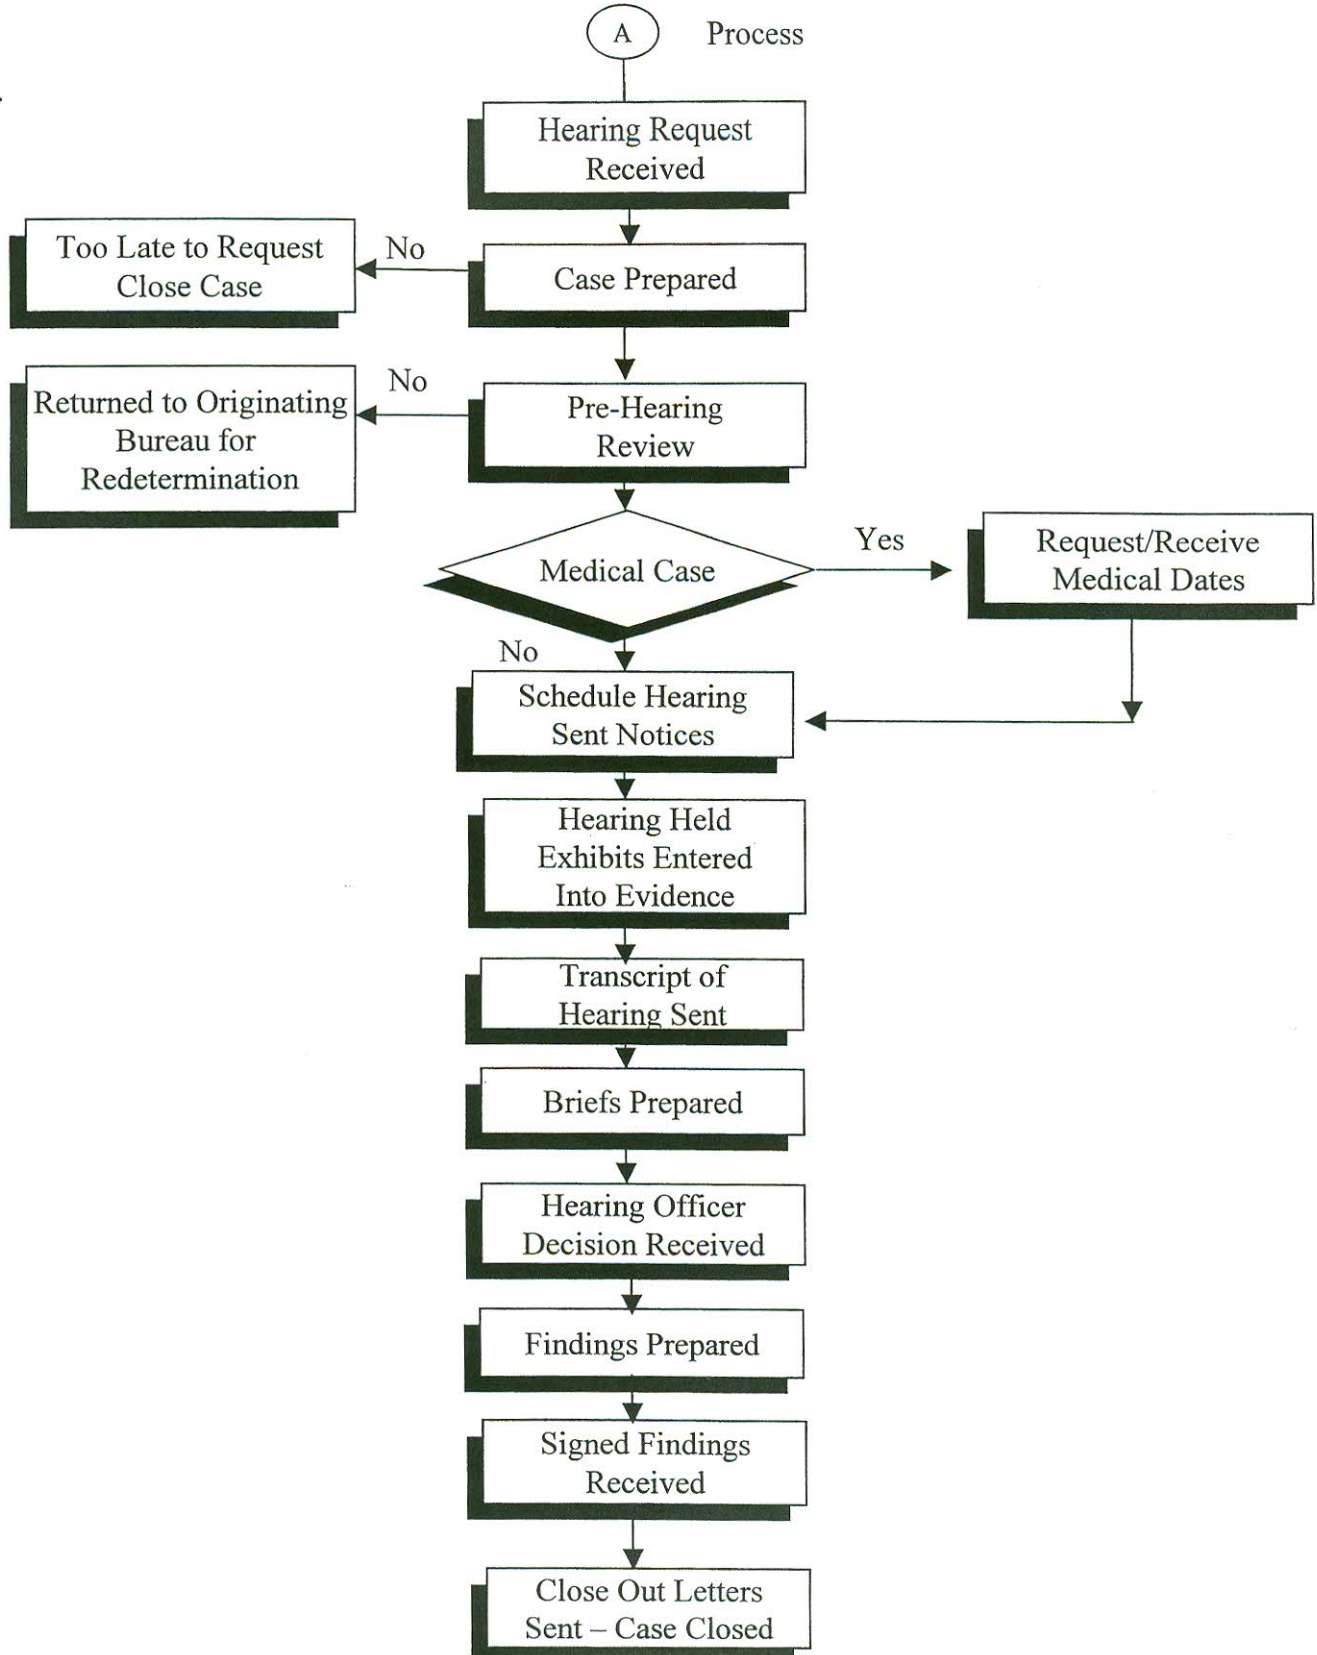 A
Process
Hearing Request
Received
Too Late to Request
Close Case
No
Case Prepared
Returned to Originating
Bureau for
Redetermination
No
Pre-Hearing
Review
Medical Case
Yes
Request/Receive
Medical Dates
No
Schedule Hearing
Sent Notices
Hearing Held
Exhibits Entered
Into Evidence
Transcript of
Hearing Sent
Briefs Prepared
Hearing Officer
Decision Received
Findings Prepared
Signed Findings
Received
Close Out Letters
Sent – Case Closed